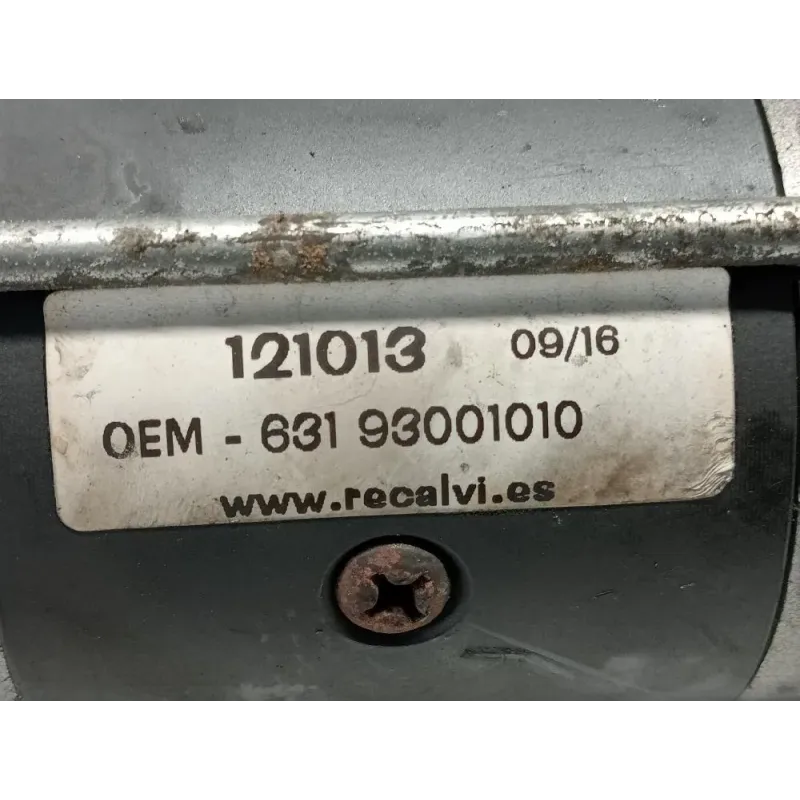 121013 09/16
OEM - 631 93001010
www.recalvi.es